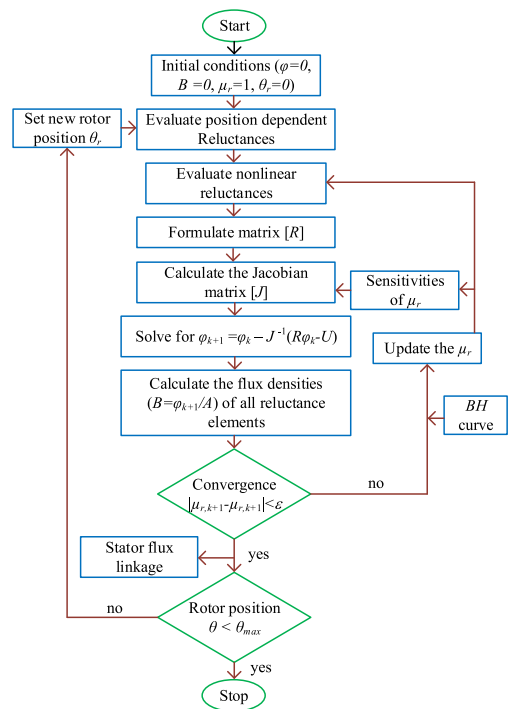 Start
Initial conditions (φ=0,
B =0, μr=1, θr=0)
Set new rotor
position θr
Evaluate position dependent
Reluctances
Evaluate nonlinear
reluctances
Formulate matrix [R]
Calculate the Jacobian
matrix [J]
Sensitivities
of μr
Solve for φk+1 =φk – J -1(Rφk-U)
Update the μr
Calculate the flux densities
(B=φk+1/A) of all reluctance
elements
BH
curve
Convergence
|μr,k+1-μr,k+1|<ε
no
yes
Stator flux
linkage
Rotor position
θ < θmax
no
yes
Stop